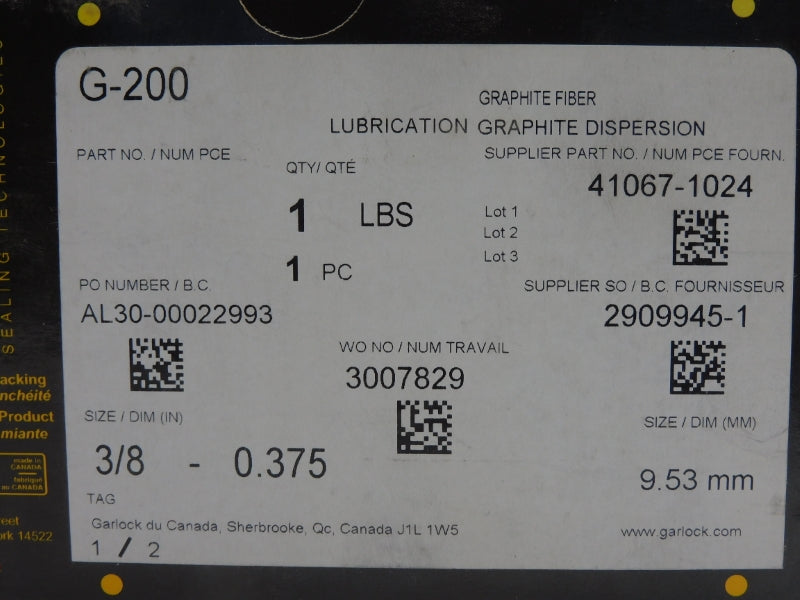 G-200
GRAPHITE FIBER
LUBRICATION GRAPHITE DISPERSION
PART NO. / NUM PCE
QTY/ QTÉ
SUPPLIER PART NO. / NUM PCE FOURN.
41067-1024
1 LBS
Lot 1
Lot 2
Lot 3
1 PC
PO NUMBER / B.C.
SUPPLIER SO / B.C. FOURNISSEUR
AL30-00022993
2909945-1
WO NO / NUM TRAVAIL
3007829
SIZE / DIM (IN)
SIZE / DIM (MM)
3/8 - 0.375
9.53 mm
TAG
Garlock du Canada, Sherbrooke, Qc, Canada J1L 1W5
www.garlock.com
1 / 2
SEALING TECHNOLOGIES
acking
nchéité
Product
miante
made in
CANADA
fabriqué
au CANADA
reet
ork 14522